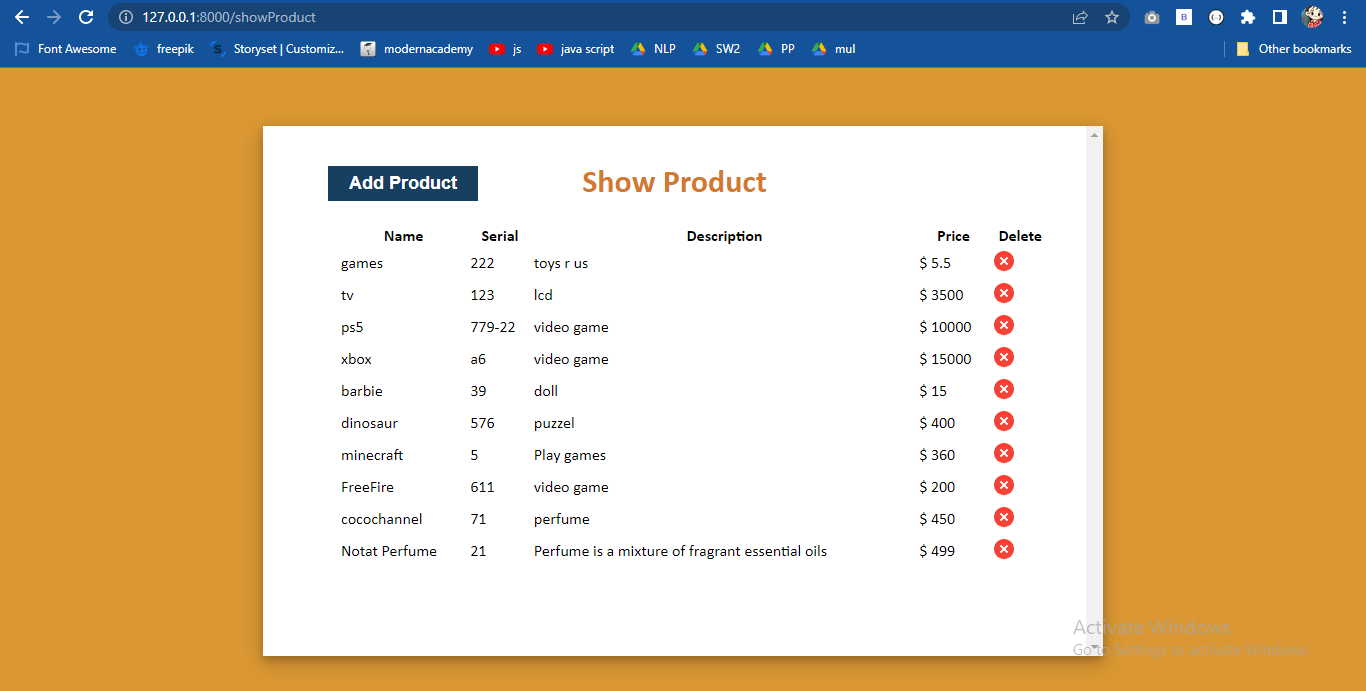 127.0.0.1:8000/showProduct
Font Awesome freepik Storyset | Customiz... modernacademy js java script NLP SW2 PP mul Other bookmarks
Add Product Show Product
Name Serial Description Price Delete
games 222 toys r us $ 5.5
tv 123 lcd $ 3500
ps5 779-22 video game $ 10000
xbox a6 video game $ 15000
barbie 39 doll $ 15
dinosaur 576 puzzel $ 400
minecraft 5 Play games $ 360
FreeFire 611 video game $ 200
cocochannel 71 perfume $ 450
Notat Perfume 21 Perfume is a mixture of fragrant essential oils $ 499
Activate Windows
Go to Settings to activate Windows.